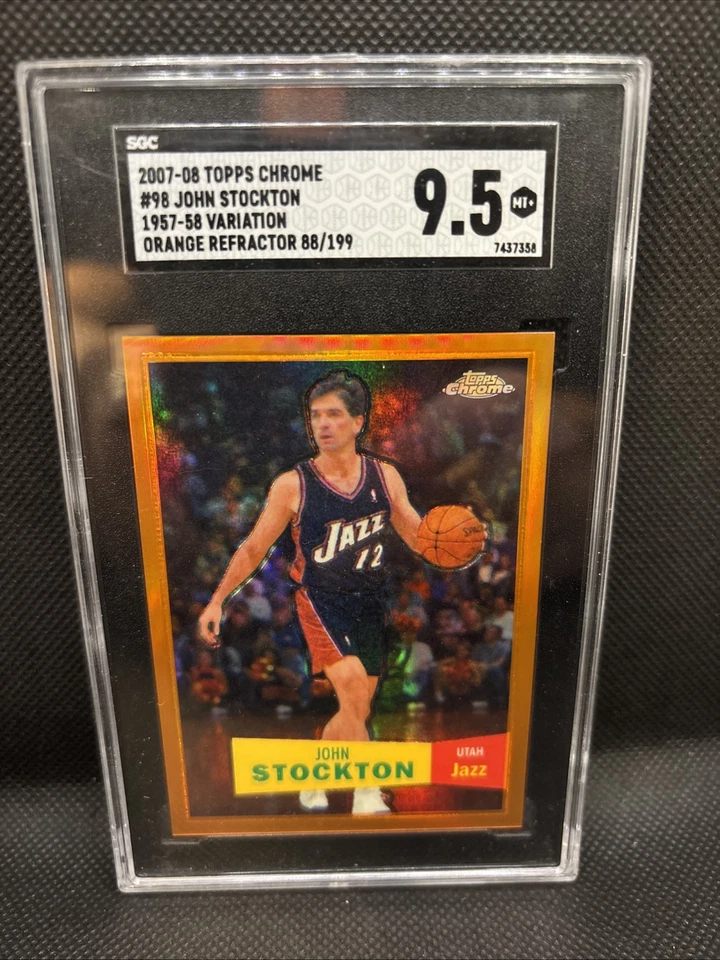 SGC
2007-08 TOPPS CHROME
#98 JOHN STOCKTON
1957-58 VARIATION
ORANGE REFRACTOR 88/199
9.5
MT+
7437358
Topps
Chrome
JAZZ
12
JOHN
STOCKTON
UTAH
Jazz